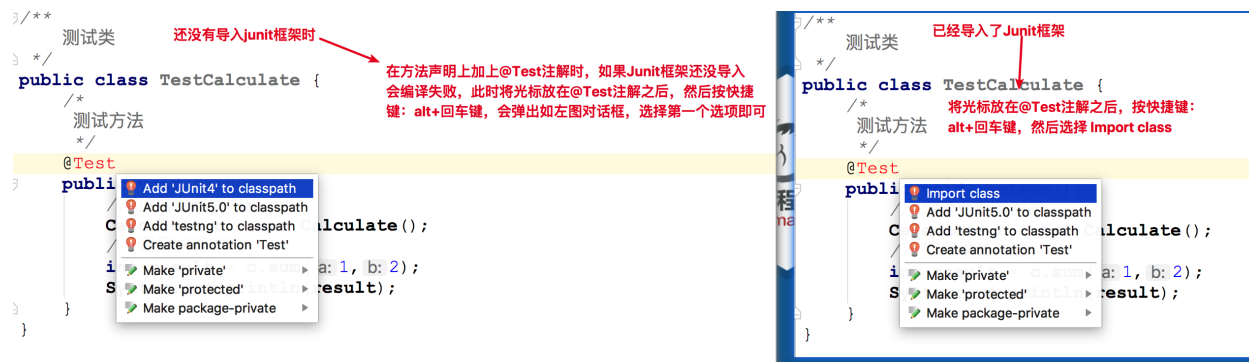 /**
测试类
*/
public class TestCalculate {
/*
测试方法
*/
@Test
publi
Add 'JUnit4' to classpath
Add 'JUnit5.0' to classpath
Add 'testng' to classpath
Create annotation 'Test'
Make 'private'
Make 'protected'
Make package-private
alculate();
a: 1, b: 2);
result);
}
}
还没有导入junit框架时
在方法声明上加上@Test注解时，如果Junit框架还没导入
会编译失败，此时将光标放在@Test注解之后，然后按快捷
键：alt+回车键，会弹出如左图对话框，选择第一个选项即可
/**
测试类
*/
public class TestCalculate {
/*
测试方法
*/
@Test
publi
Import class
Add 'JUnit5.0' to classpath
Add 'testng' to classpath
Create annotation 'Test'
Make 'private'
Make 'protected'
Make package-private
alculate();
a: 1, b: 2);
result);
}
}
已经导入了Junit框架
将光标放在@Test注解之后，按快捷键：
alt+回车键，然后选择 Import class
程